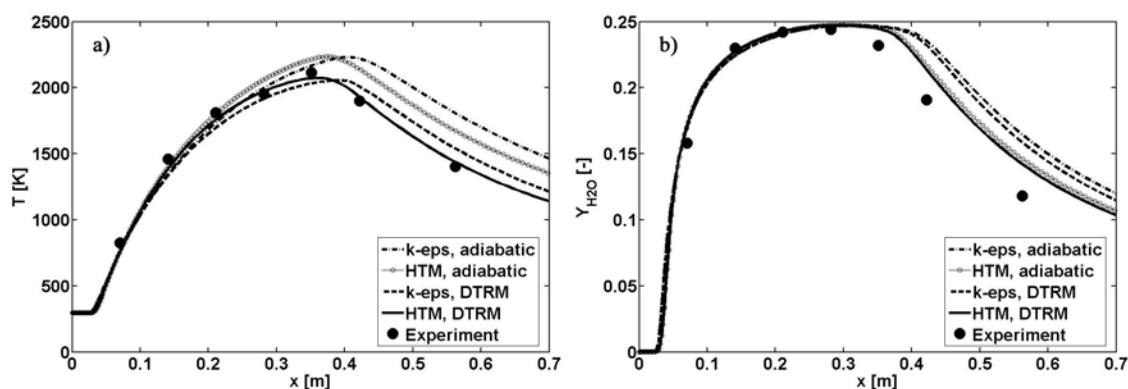 a)
T [K]
2500
2000
1500
1000
500
0
k-eps, adiabatic
HTM, adiabatic
k-eps, DTRM
HTM, DTRM
Experiment
0 0.1 0.2 0.3 0.4 0.5 0.6 0.7
x [m]
b)
Y_H2O [-]
0.25
0.2
0.15
0.1
0.05
0
k-eps, adiabatic
HTM, adiabatic
k-eps, DTRM
HTM, DTRM
Experiment
0 0.1 0.2 0.3 0.4 0.5 0.6 0.7
x [m]